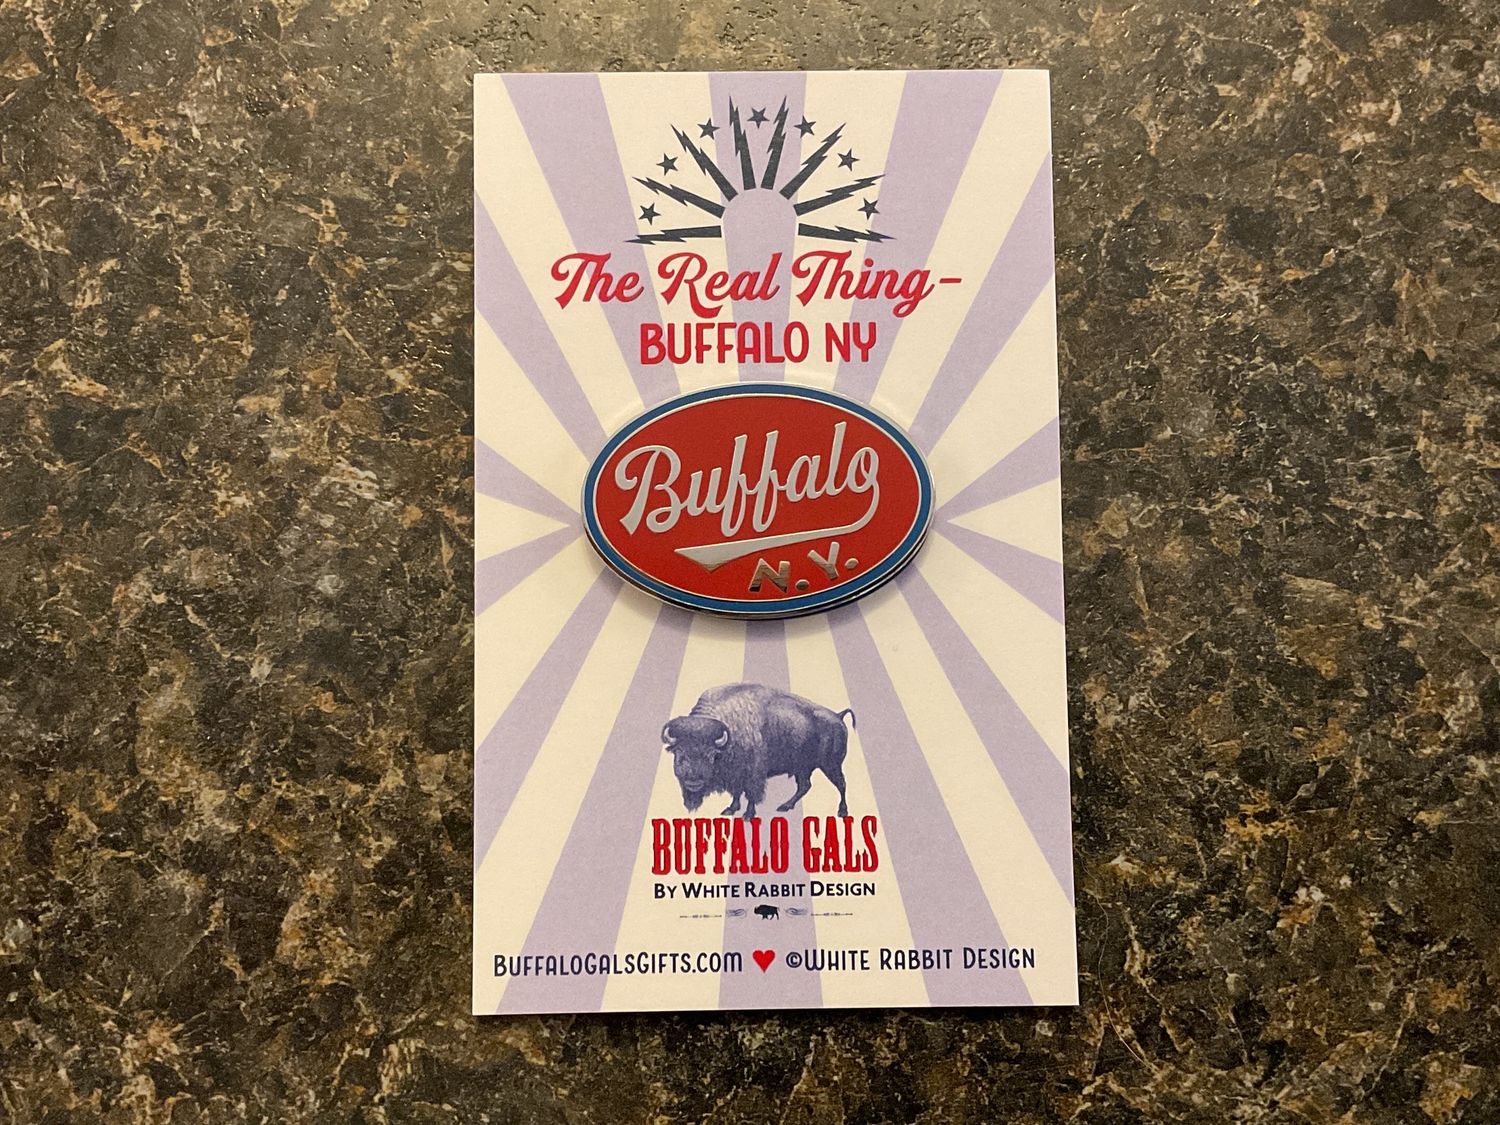 The Real Thing–
BUFFALO NY
Buffalo
N.Y.
BUFFALO GALS
BY WHITE RABBIT DESIGN
BUFFALOGALSGIFTS.COM ♥ ©WHITE RABBIT DESIGN